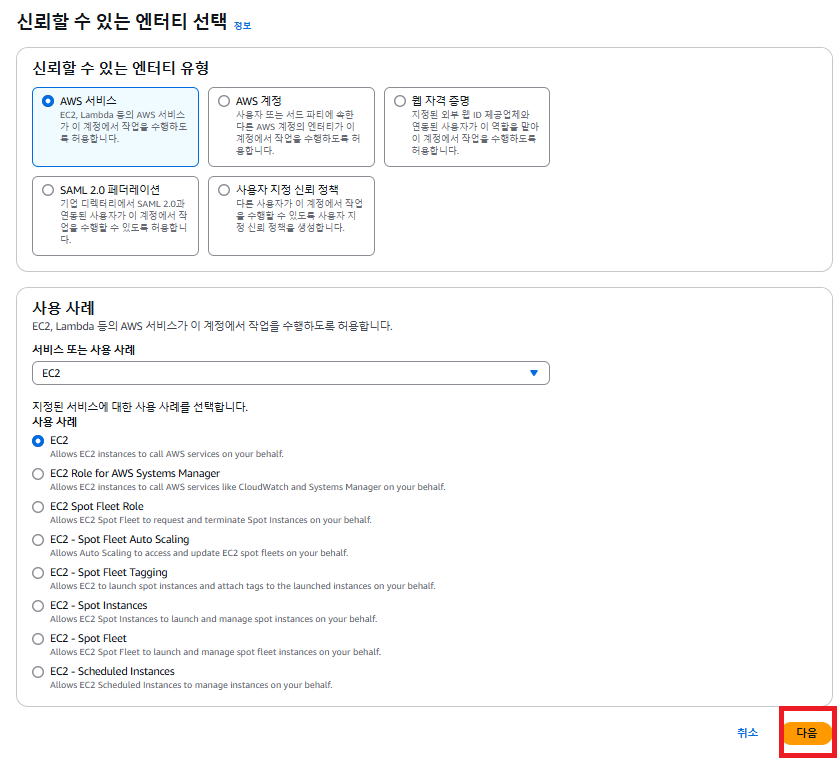 신뢰할 수 있는 엔터티 선택 정보
신뢰할 수 있는 엔터티 유형
AWS 서비스
EC2, Lambda 등의 AWS 서비스
가 이 계정에서 작업을 수행하도
록 허용합니다.
AWS 계정
사용자 또는 서드 파티에 속한
다른 AWS 계정의 엔터티가 이
계정에서 작업을 수행하도록 허
용합니다.
웹 자격 증명
지정된 외부 웹 ID 제공업체와
연동된 사용자가 이 역할을 맡아
이 계정에서 작업을 수행하도록
허용합니다.
SAML 2.0 페더레이션
기업 디렉터리에서 SAML 2.0과
연동된 사용자가 이 계정에서 작
업을 수행할 수 있도록 허용합니
다.
사용자 지정 신뢰 정책
다른 사용자가 이 계정에서 작업
을 수행할 수 있도록 사용자 지
정 신뢰 정책을 생성합니다.
사용 사례
EC2, Lambda 등의 AWS 서비스가 이 계정에서 작업을 수행하도록 허용합니다.
서비스 또는 사용 사례
EC2
지정된 서비스에 대한 사용 사례를 선택합니다.
사용 사례
EC2
Allows EC2 instances to call AWS services on your behalf.
EC2 Role for AWS Systems Manager
Allows EC2 instances to call AWS services like CloudWatch and Systems Manager on your behalf.
EC2 Spot Fleet Role
Allows EC2 Spot Fleet to request and terminate Spot Instances on your behalf.
EC2 - Spot Fleet Auto Scaling
Allows Auto Scaling to access and update EC2 spot fleets on your behalf.
EC2 - Spot Fleet Tagging
Allows EC2 to launch spot instances and attach tags to the launched instances on your behalf.
EC2 - Spot Instances
Allows EC2 Spot Instances to launch and manage spot instances on your behalf.
EC2 - Spot Fleet
Allows EC2 Spot Fleet to launch and manage spot fleet instances on your behalf.
EC2 - Scheduled Instances
Allows EC2 Scheduled Instances to manage instances on your behalf.
취소
다음